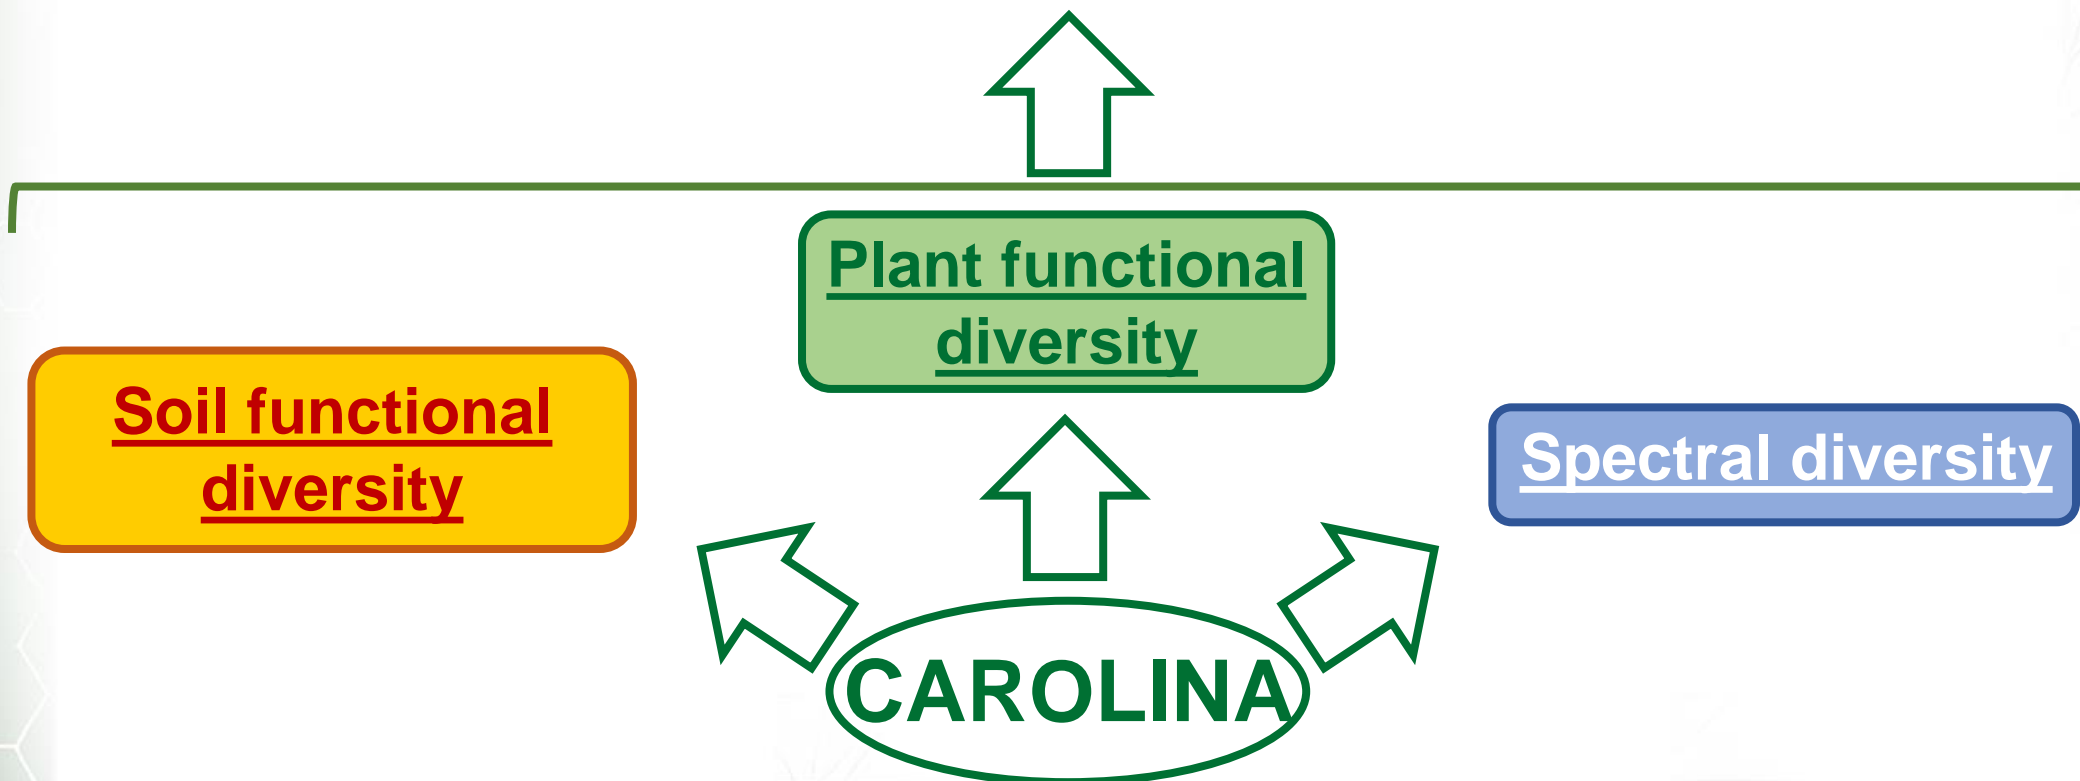 Plant functional
diversity
Soil functional
diversity
Spectral diversity
CAROLINA